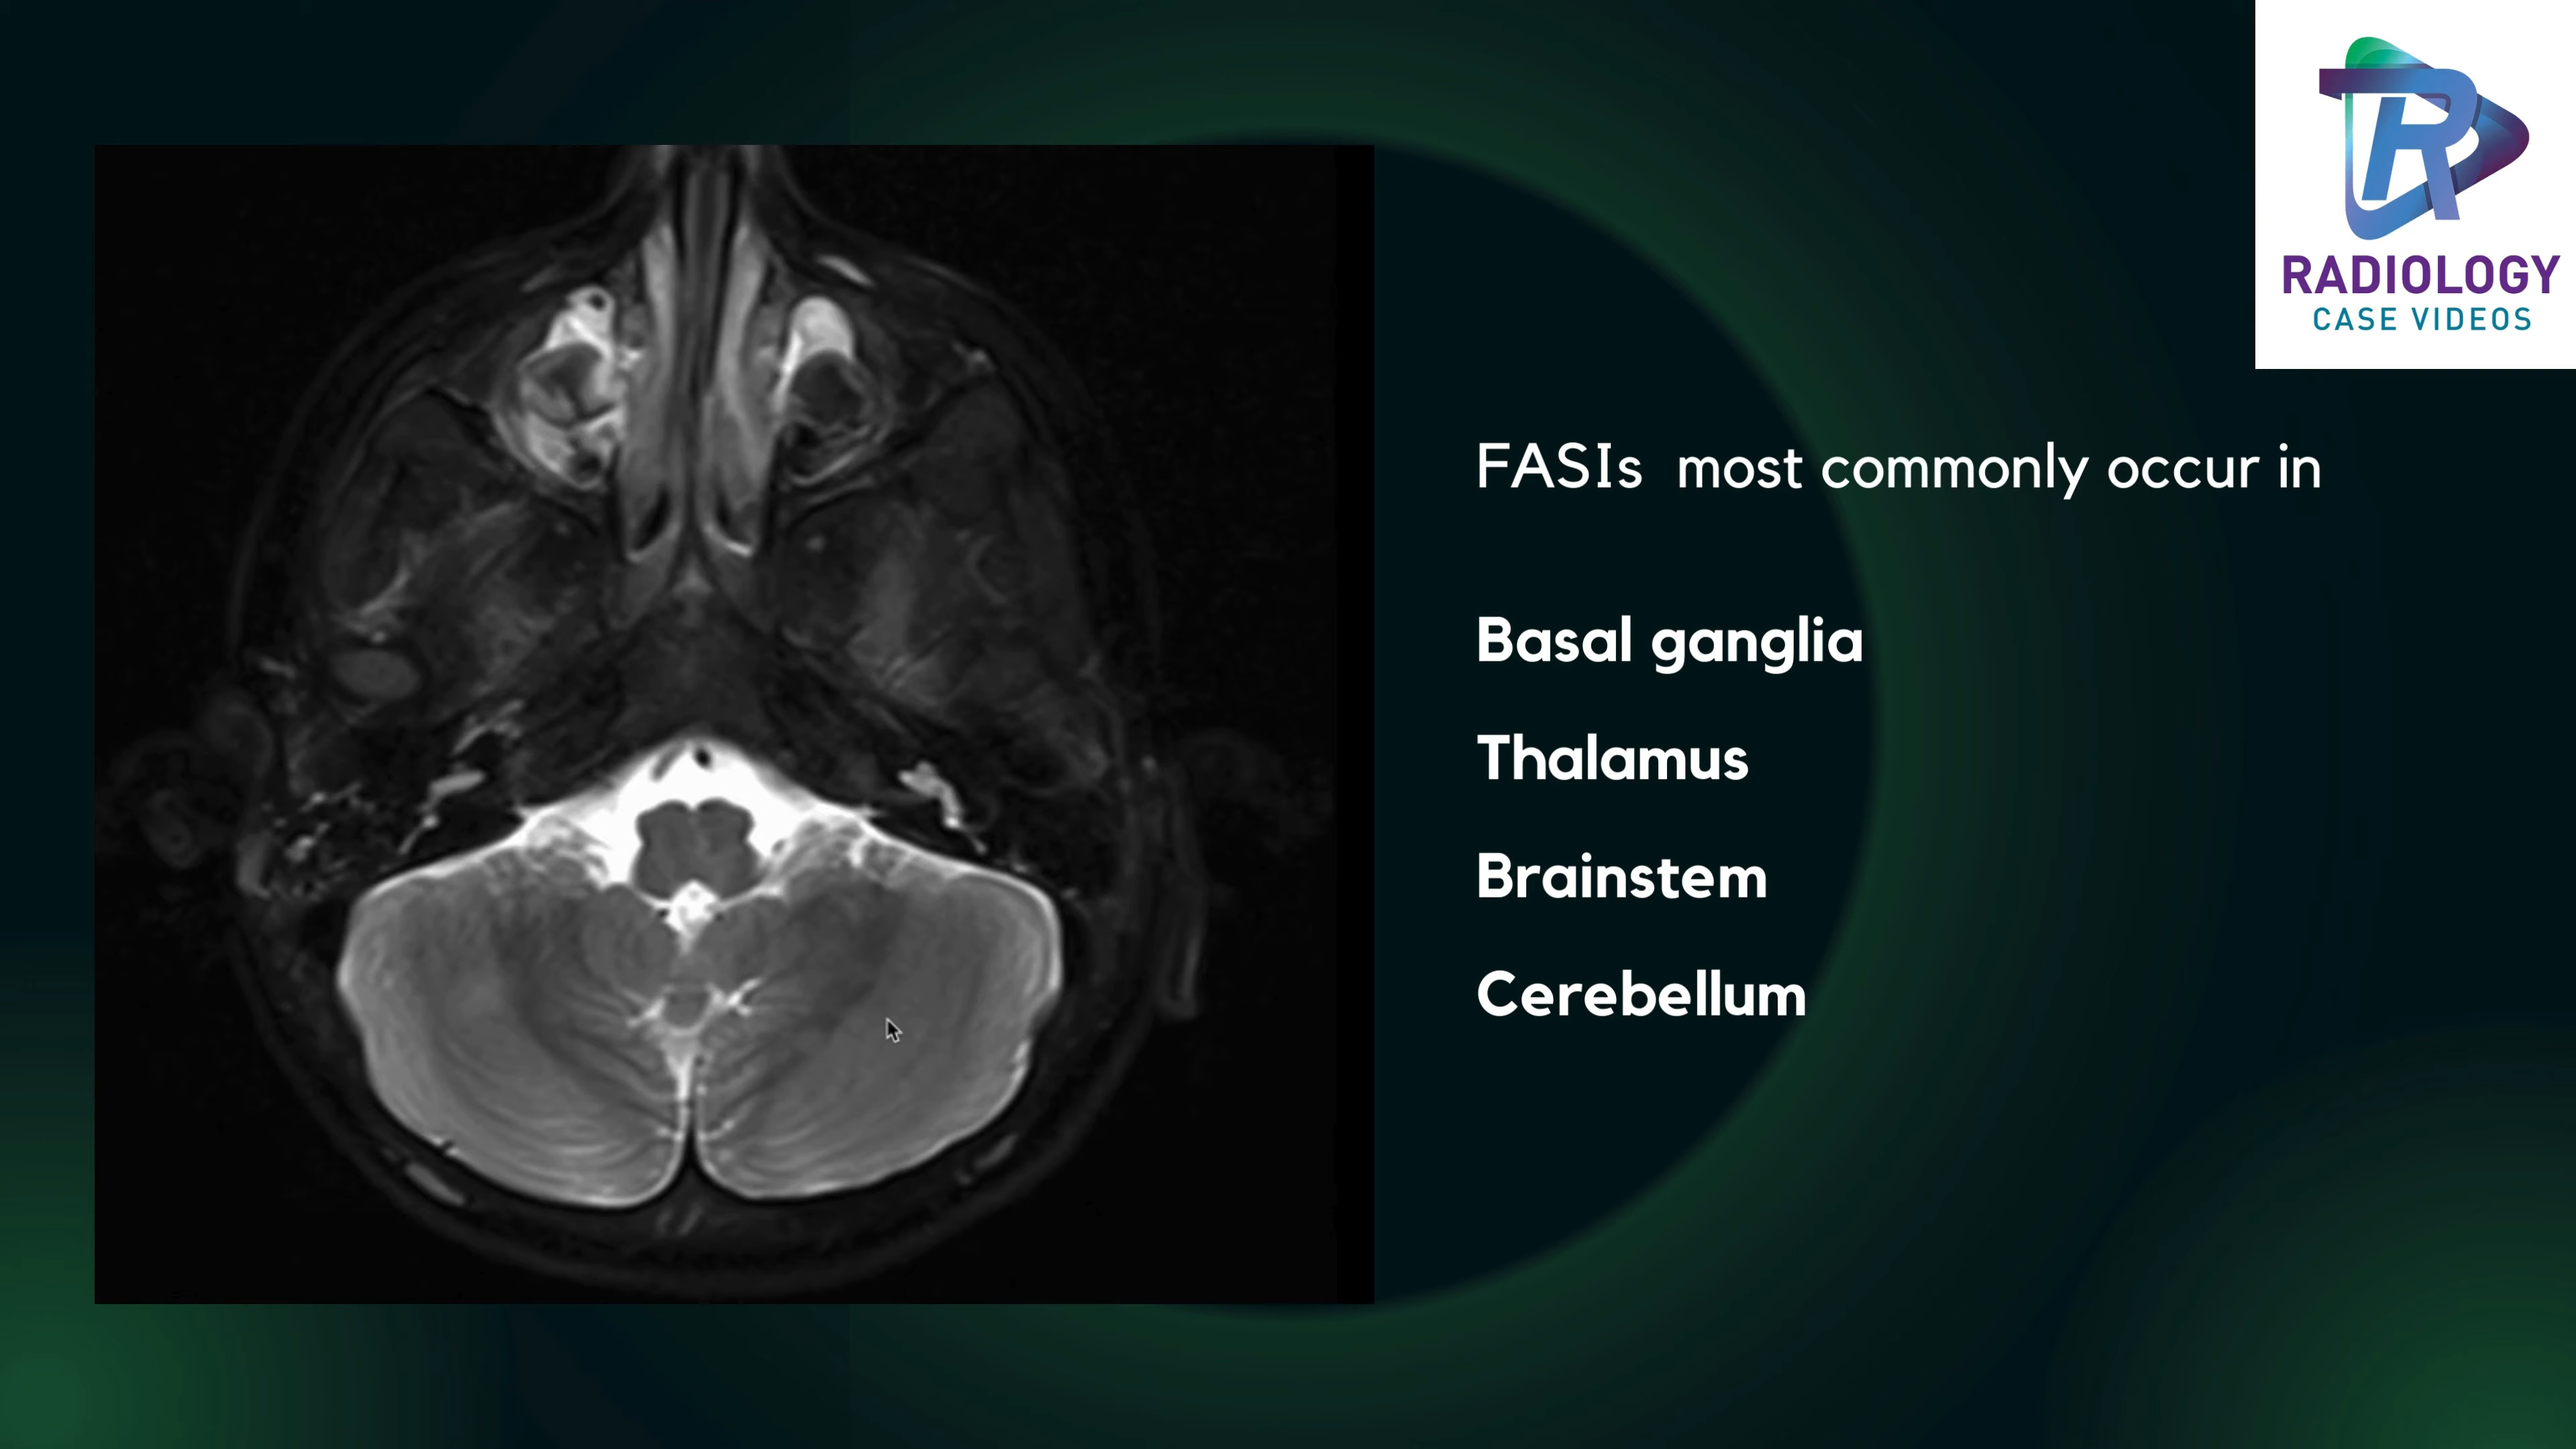 RADIOLOGY
CASE VIDEOS
FASIs most commonly occur in
Basal ganglia
Thalamus
Brainstem
Cerebellum